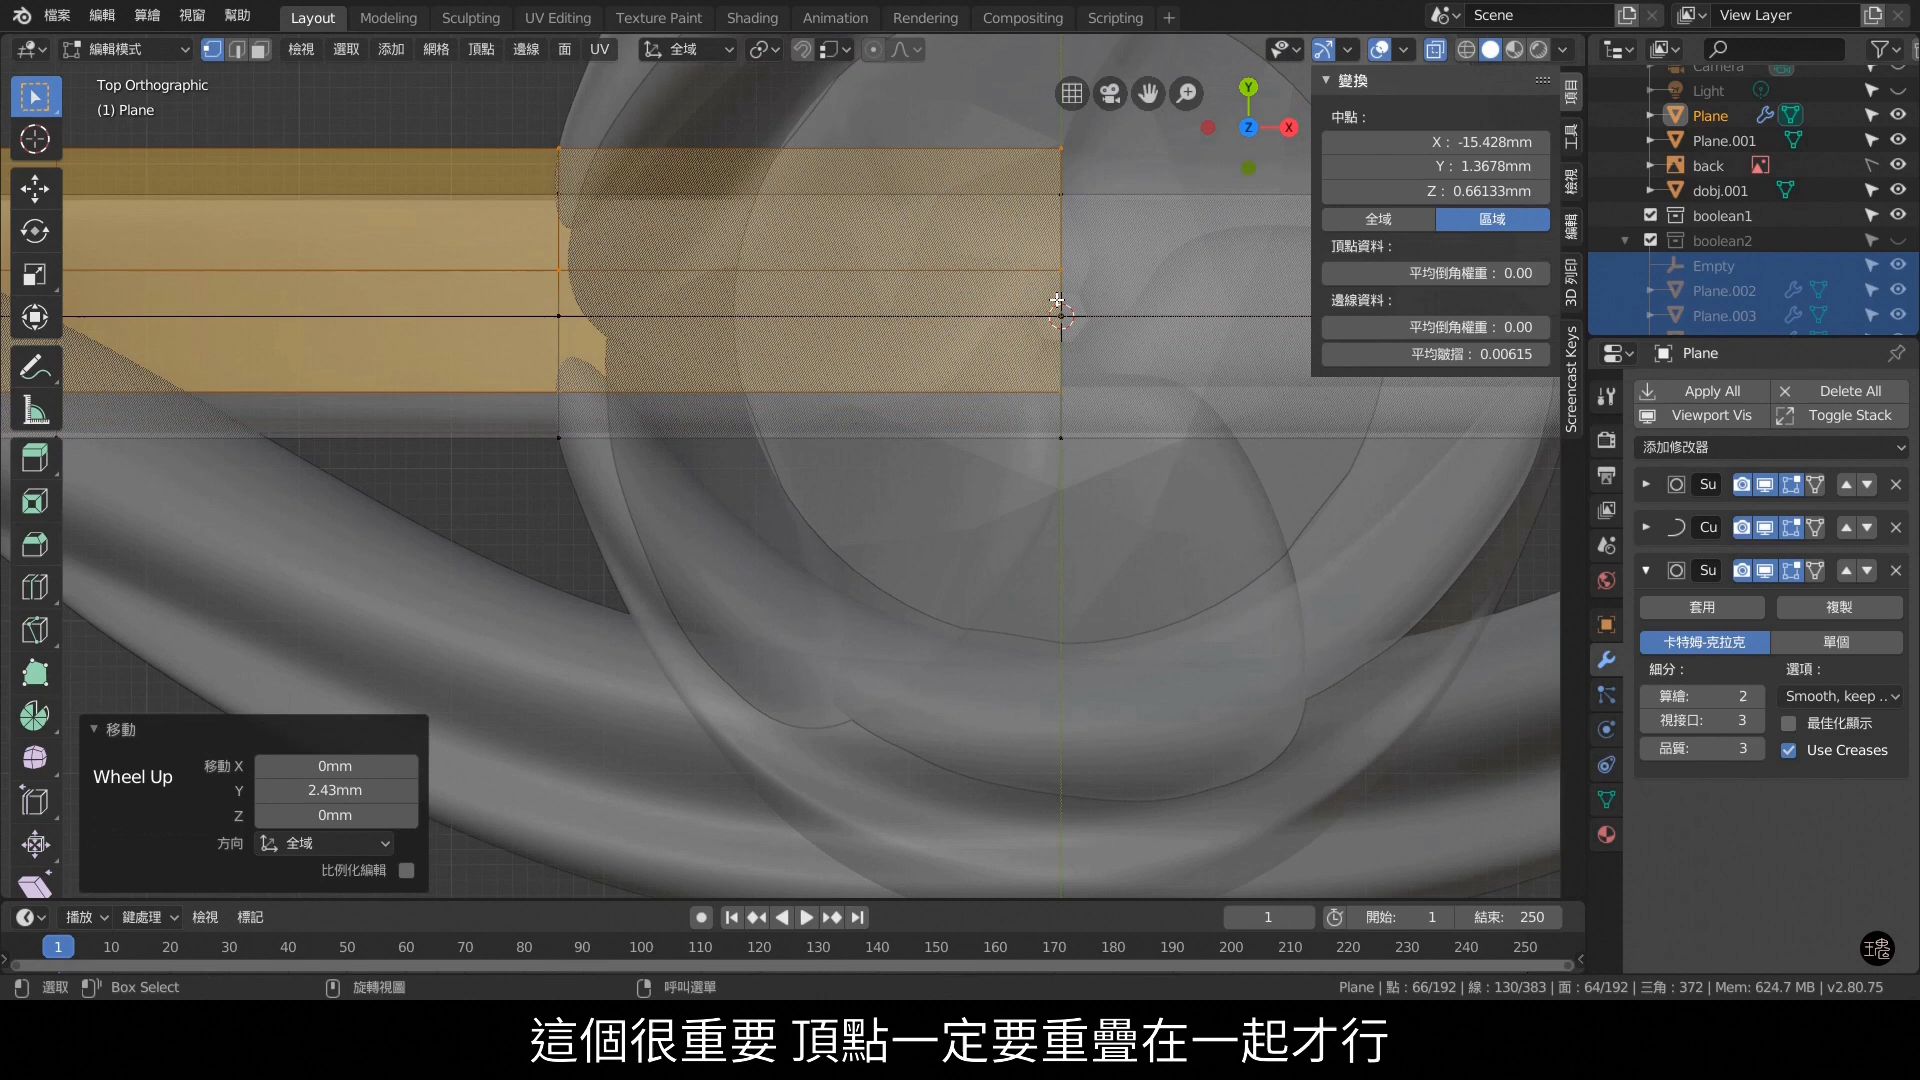 檔案 編輯 算繪 視窗 幫助 Layout Modeling Sculpting UV Editing Texture Paint Shading Animation Rendering Compositing Scripting + Scene View Layer
編輯模式 檢視 選取 添加 網格 頂點 邊線 面 UV 全域
Top Orthographic
(1) Plane
Y
Z X
變換
中點：
X： -15.428mm
Y： 1.3678mm
Z： 0.66133mm
全域 區域
頂點資料：
平均倒角權重： 0.00
邊線資料：
平均倒角權重： 0.00
平均皺摺： 0.00615
項目
工具
檢視
編輯
3D 列印
Screencast Keys
Camera
Light
Plane
Plane.001
back
dobj.001
boolean1
boolean2
Empty
Plane.002
Plane.003
Plane
Apply All Delete All
Viewport Vis Toggle Stack
添加修改器
Su
Cu
Su
套用 複製
卡特姆-克拉克 單個
細分： 選項：
算繪: 2 Smooth, keep ..
視接口: 3 最佳化顯示
品質: 3 Use Creases
移動
Wheel Up
移動 X 0mm
Y 2.43mm
Z 0mm
方向 全域
比例化編輯
播放 鍵處理 檢視 標記 1 開始: 1 結束: 250
1 10 20 30 40 50 60 70 80 90 100 110 120 130 140 150 160 170 180 190 200 210 220 230 240 250
選取 Box Select 旋轉視圖 呼叫選單 Plane | 點 : 66/192 | 線 : 130/383 | 面 : 64/192 | 三角 : 372 | Mem: 624.7 MB | v2.80.75
這個很重要 頂點一定要重疊在一起才行